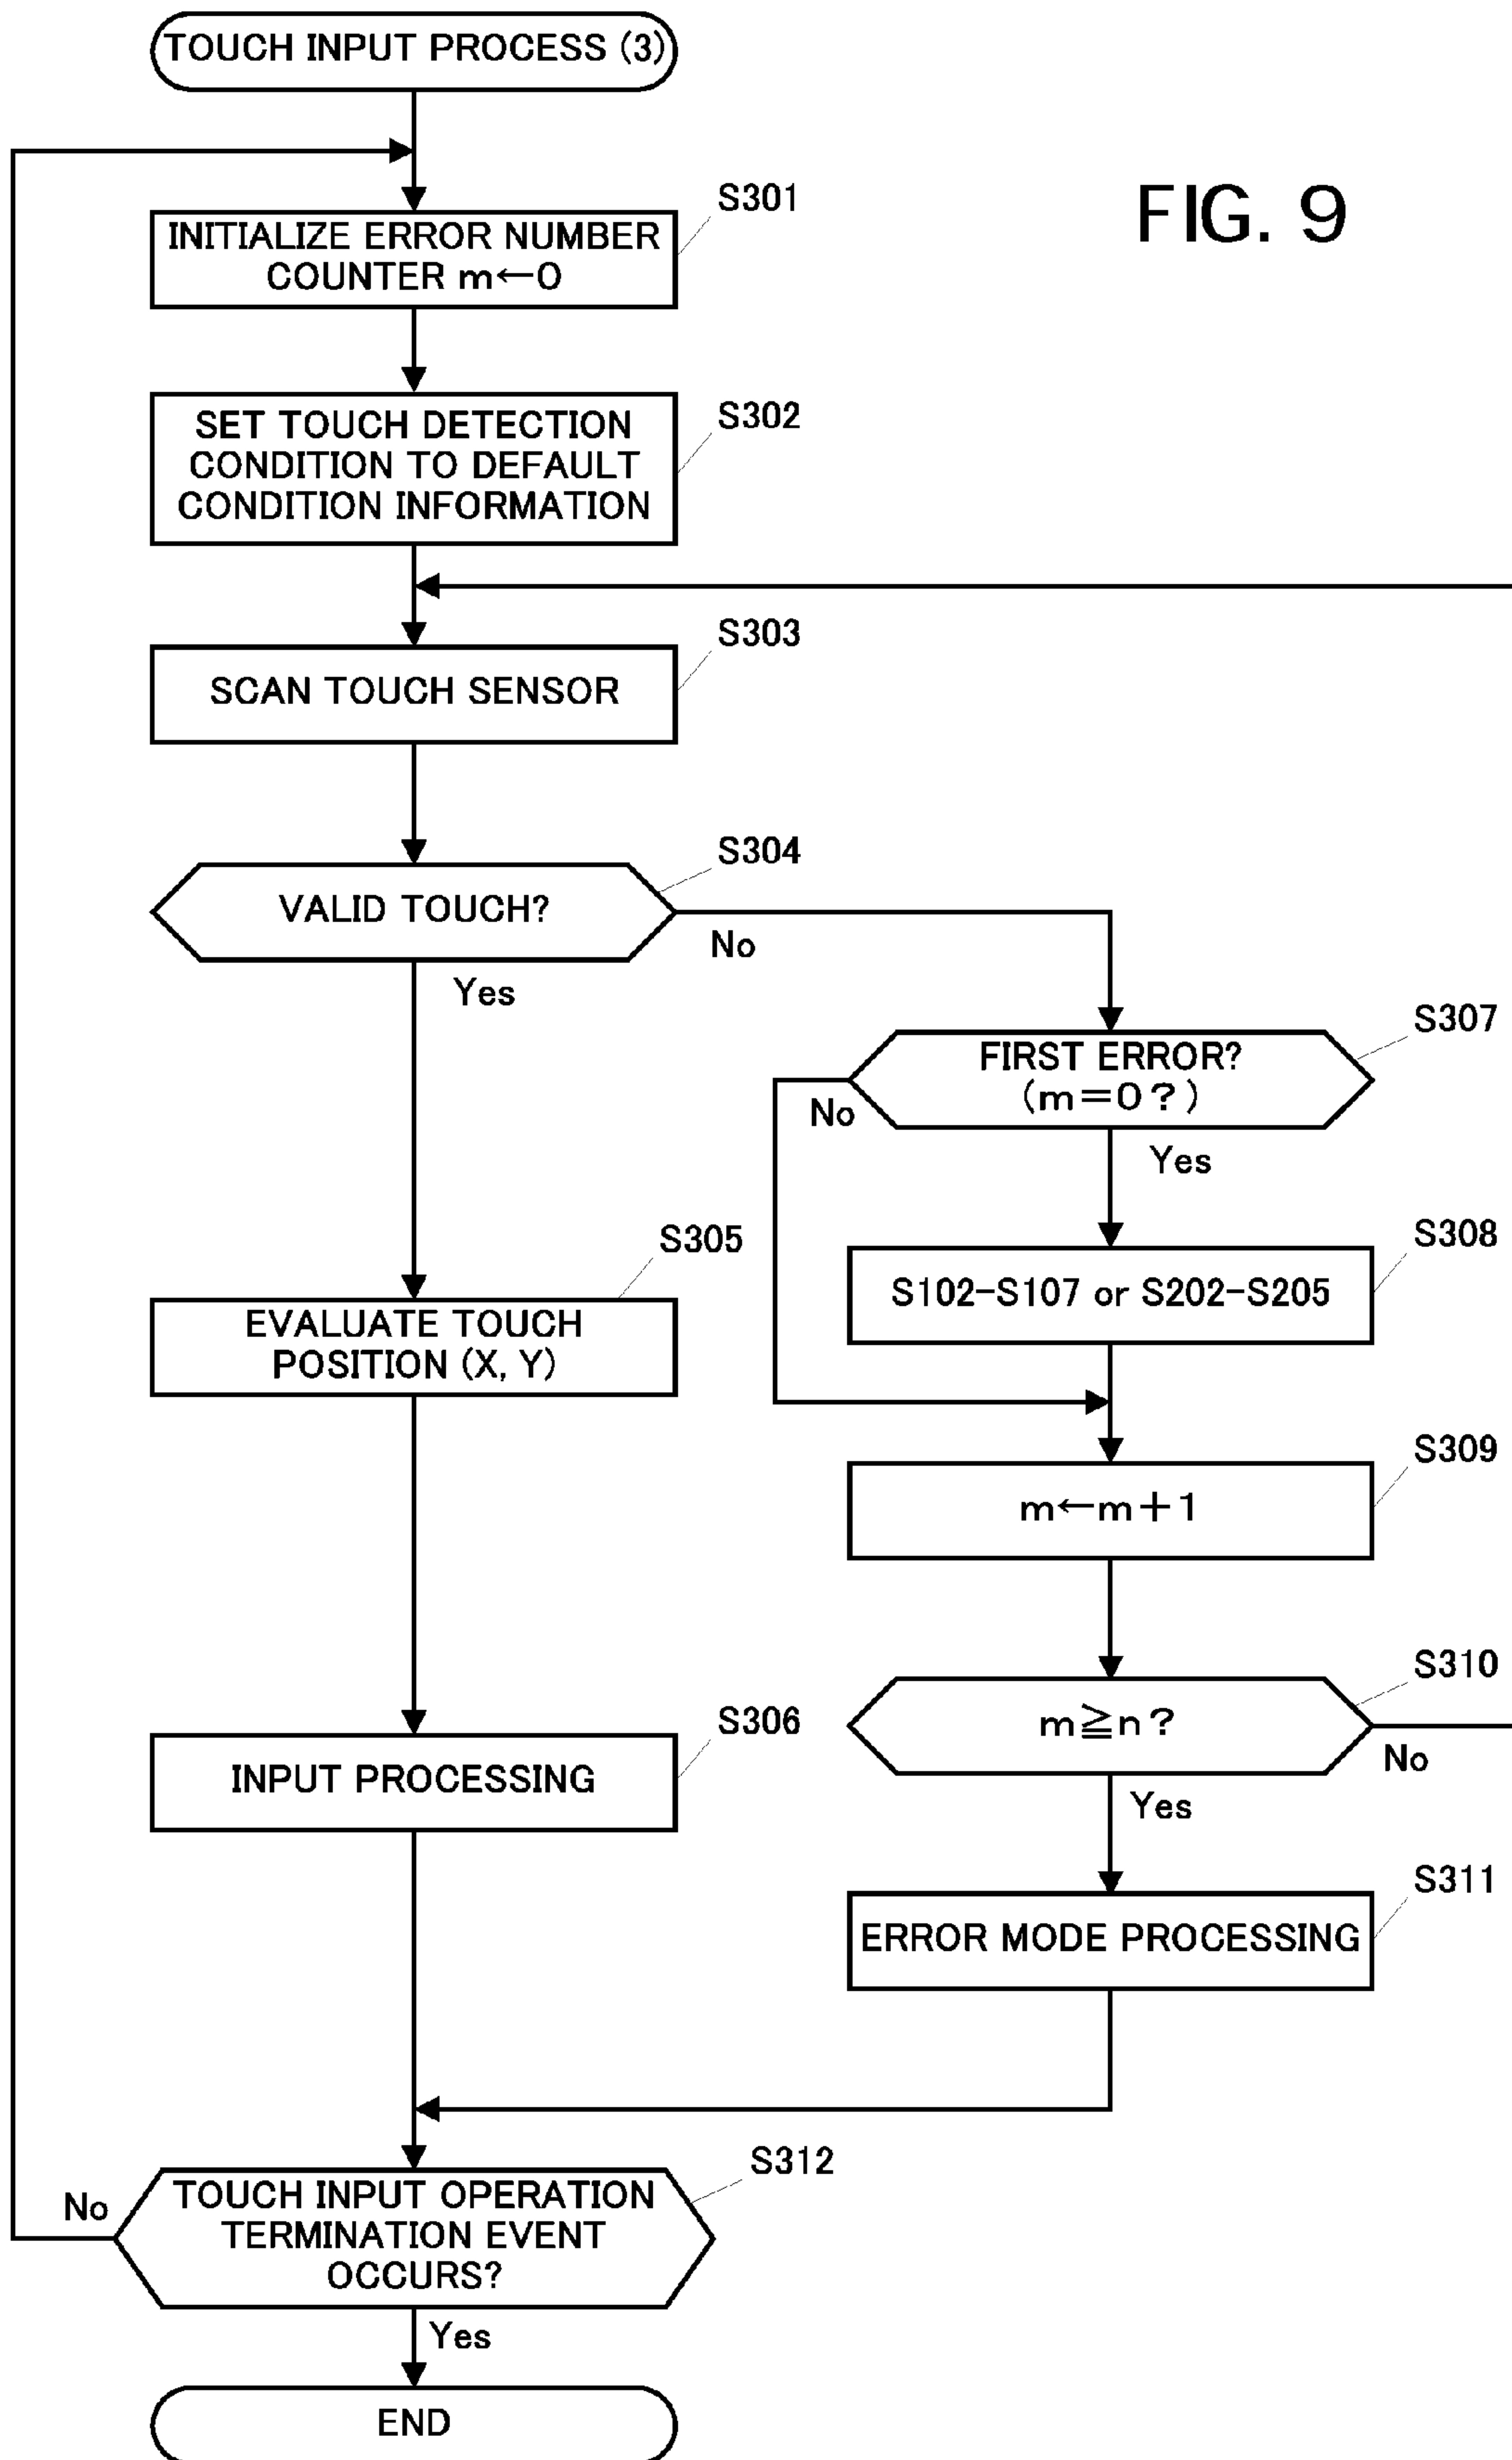 TOUCH INPUT PROCESS (3)
FIG. 9
S301
INITIALIZE ERROR NUMBER
COUNTER m←0
S302
SET TOUCH DETECTION
CONDITION TO DEFAULT
CONDITION INFORMATION
S303
SCAN TOUCH SENSOR
S304
VALID TOUCH?
No
Yes
S307
FIRST ERROR?
(m=0?)
No
Yes
S305
EVALUATE TOUCH
POSITION (X, Y)
S308
S102-S107 or S202-S205
S309
m←m+1
S306
INPUT PROCESSING
S310
m≧n?
No
Yes
S311
ERROR MODE PROCESSING
S312
TOUCH INPUT OPERATION
TERMINATION EVENT
OCCURS?
No
Yes
END